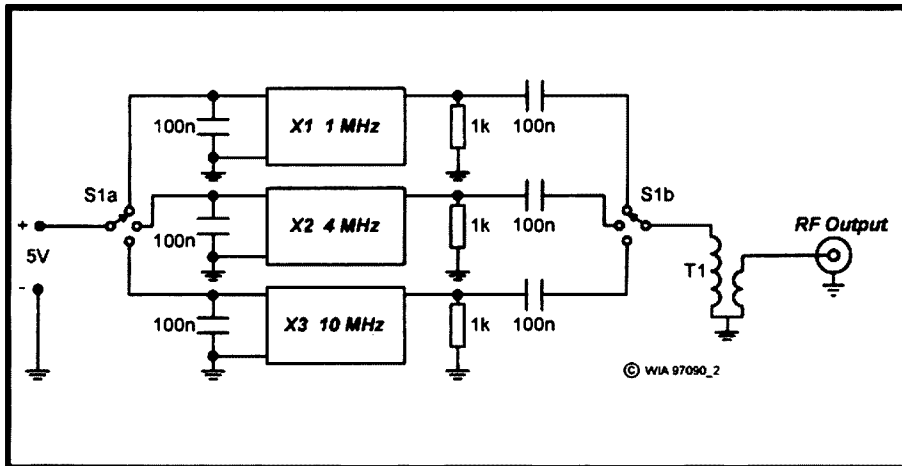 100n
X1 1 MHz
1k
100n
S1a
S1b
+
5V
-
100n
X2 4 MHz
1k
100n
RF Output
T1
100n
X3 10 MHz
1k
100n
© WIA 97090_2